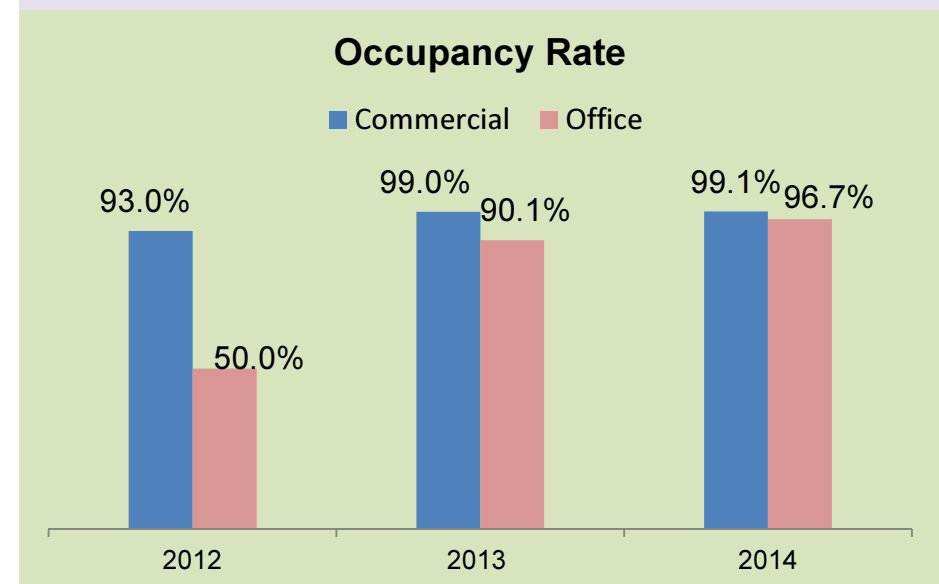 Occupancy Rate
Commercial Office
93.0% 50.0%
99.0% 90.1%
99.1% 96.7%
2012 2013 2014